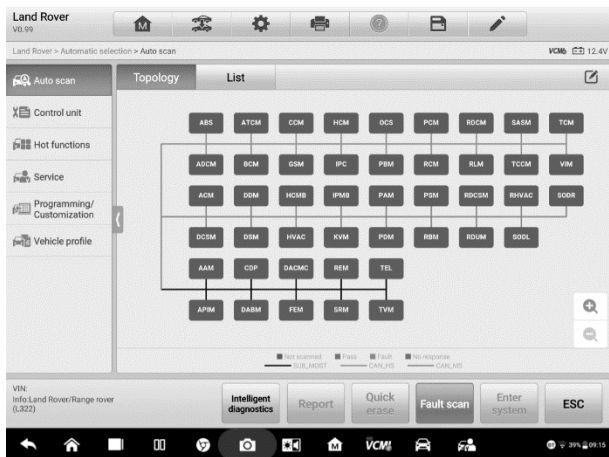 Land Rover
V0.99
Land Rover > Automatic selection > Auto scan
VCMI 12.4V
Auto scan
Control unit
Hot functions
Service
Programming/
Customization
Vehicle profile
Topology List
ABS ATCM CCM HCM OCS PCM RDCM SASM TCM
ADCM BCM GSM IPC PBM RCM RLM TCCM VIM
ACM DDM HCMB IPMB PAM PSM RDCSM RHVAC SODR
DCSM DSM HVAC KVM PDM RBM RDUM SODL
AAM CDP DACMC REM TEL
APIM DABM FEM SRM TVM
Not scanned Pass Fault No response
SUB_MOST CAN_HS CAN_MS
VIN:
Info:Land Rover/Range rover
(L322)
Intelligent
diagnostics
Report
Quick
erase
Fault scan
Enter
system
ESC
VCMI
39% 09:15